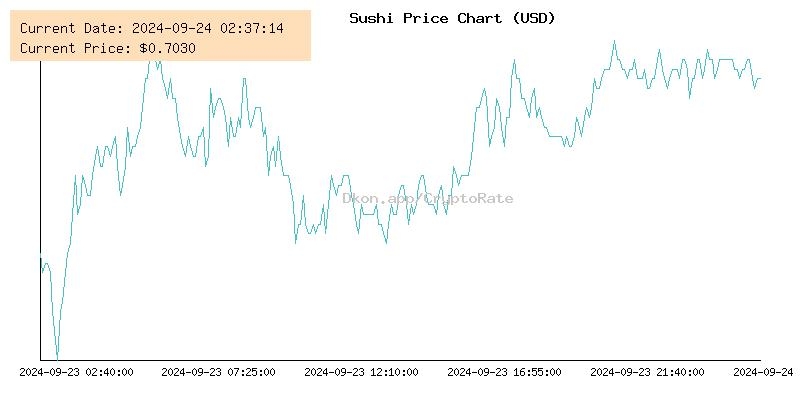 Sushi Price Chart (USD)
Current Date: 2024-09-24 02:37:14
Current Price: $0.7030
Dkon.app/CryptoRate
2024-09-23 02:40:00 2024-09-23 07:25:00 2024-09-23 12:10:00 2024-09-23 16:55:00 2024-09-23 21:40:00 2024-09-24